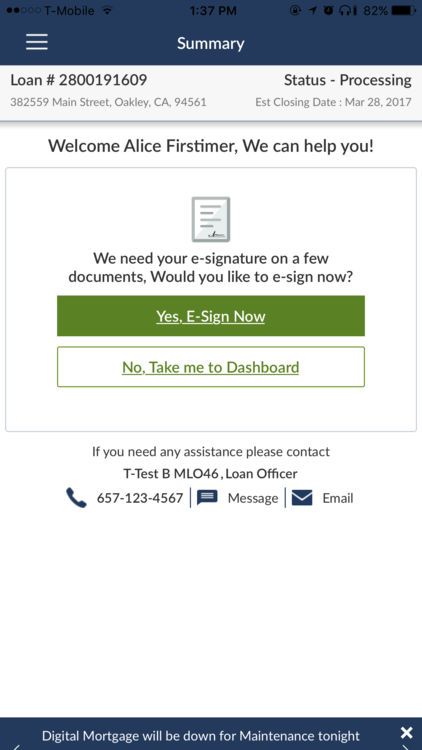 T-Mobile 1:37 PM 82%
Summary
Loan # 2800191609 Status - Processing
382559 Main Street, Oakley, CA, 94561 Est Closing Date : Mar 28, 2017
Welcome Alice Firstimer, We can help you!
We need your e-signature on a few
documents, Would you like to e-sign now?
Yes, E-Sign Now
No, Take me to Dashboard
If you need any assistance please contact
T-Test B MLO46 , Loan Officer
657-123-4567 Message Email
Digital Mortgage will be down for Maintenance tonight